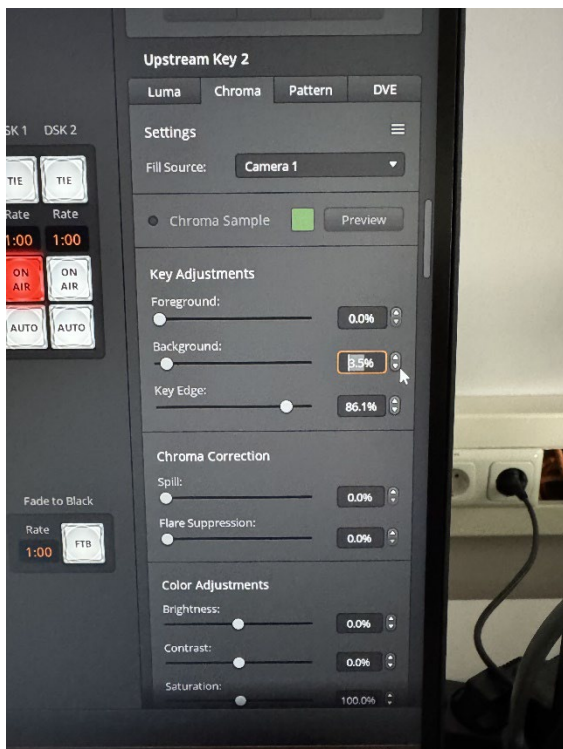 Upstream Key 2
Luma Chroma Pattern DVE
Settings
Fill Source: Camera 1
Chroma Sample Preview
Key Adjustments
Foreground:
0.0%
Background:
3.5%
Key Edge:
86.1%
Chroma Correction
Spill:
0.0%
Flare Suppression:
0.0%
Color Adjustments
Brightness:
0.0%
Contrast:
0.0%
Saturation:
100.0%
SK 1 DSK 2
TIE TIE
Rate Rate
1:00 1:00
ON AIR ON AIR
AUTO AUTO
Fade to Black
Rate
1:00 FTB